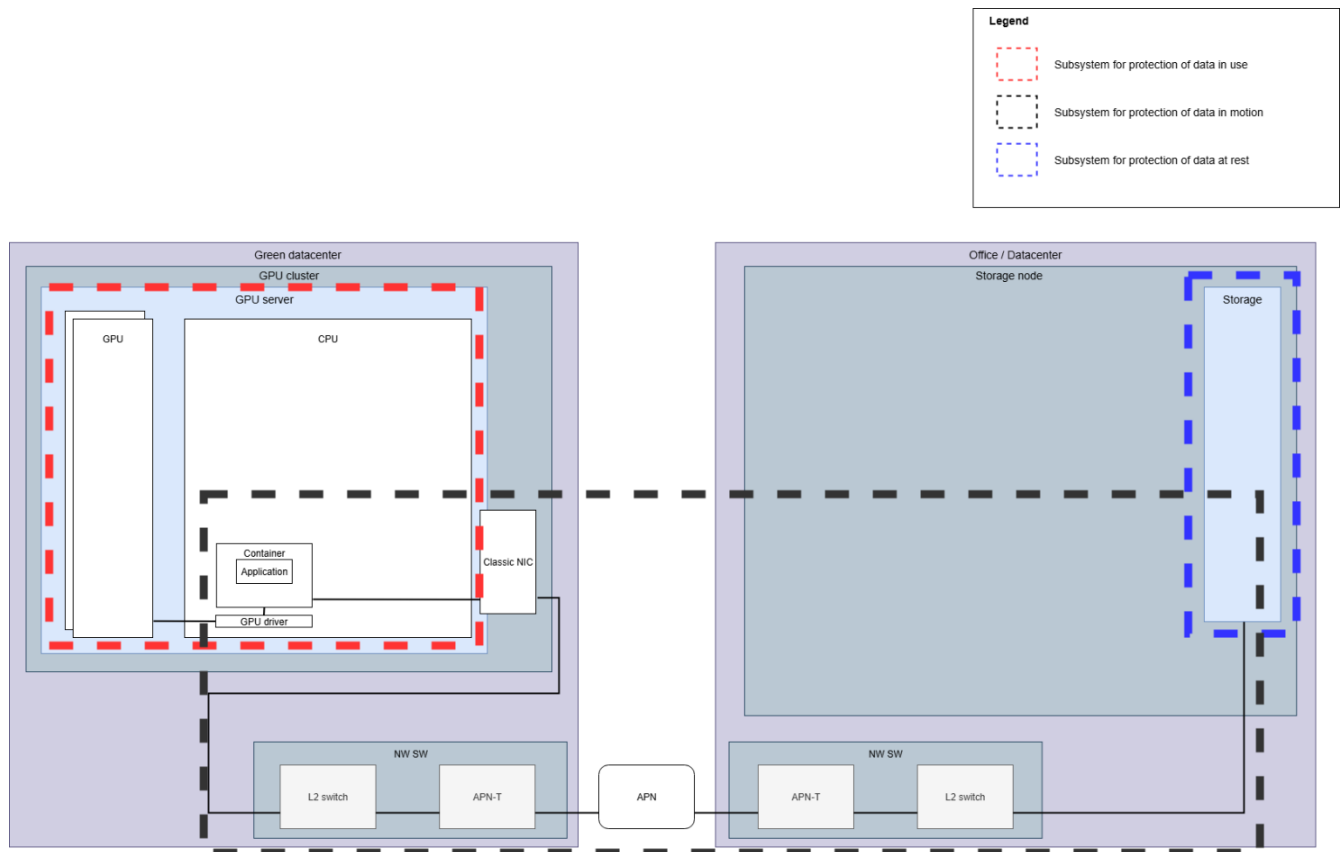 Legend
Subsystem for protection of data in use
Subsystem for protection of data in motion
Subsystem for protection of data at rest
Green datacenter
GPU cluster
GPU server
GPU
CPU
Container
Application
GPU driver
Classic NIC
NW SW
L2 switch
APN-T
APN
Office / Datacenter
Storage node
Storage
NW SW
APN-T
L2 switch